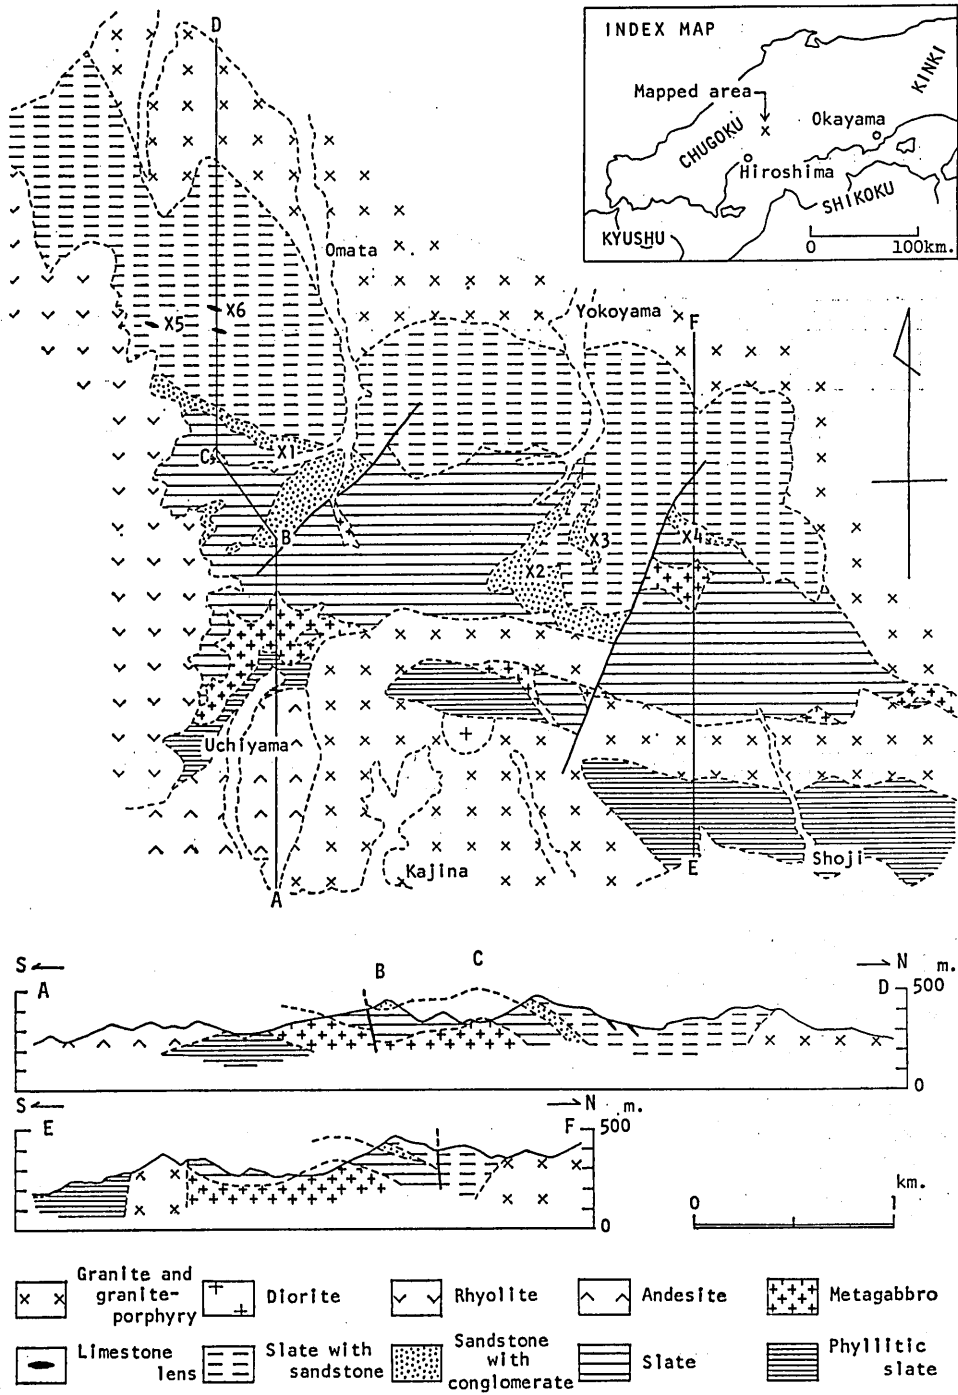 D
INDEX MAP
KINKI
Mapped area
Okayama
CHUGOKU
Hiroshima
SHIKOKU
KYUSHU
0 100km.
Omata
Yokoyama
F
X6
X5
X1
C
B
X3
X4
X2
Uchiyama
Kajina
Shoji
E
A
S N m.
A B C D 500
0
S N m.
E F 500
0
0 1
km.
Granite and
granite-
porphyry
Diorite
Rhyolite
Andesite
Metagabbro
Limestone
lens
Slate with
sandstone
Sandstone
with
conglomerate
Slate
Phyllitic
slate